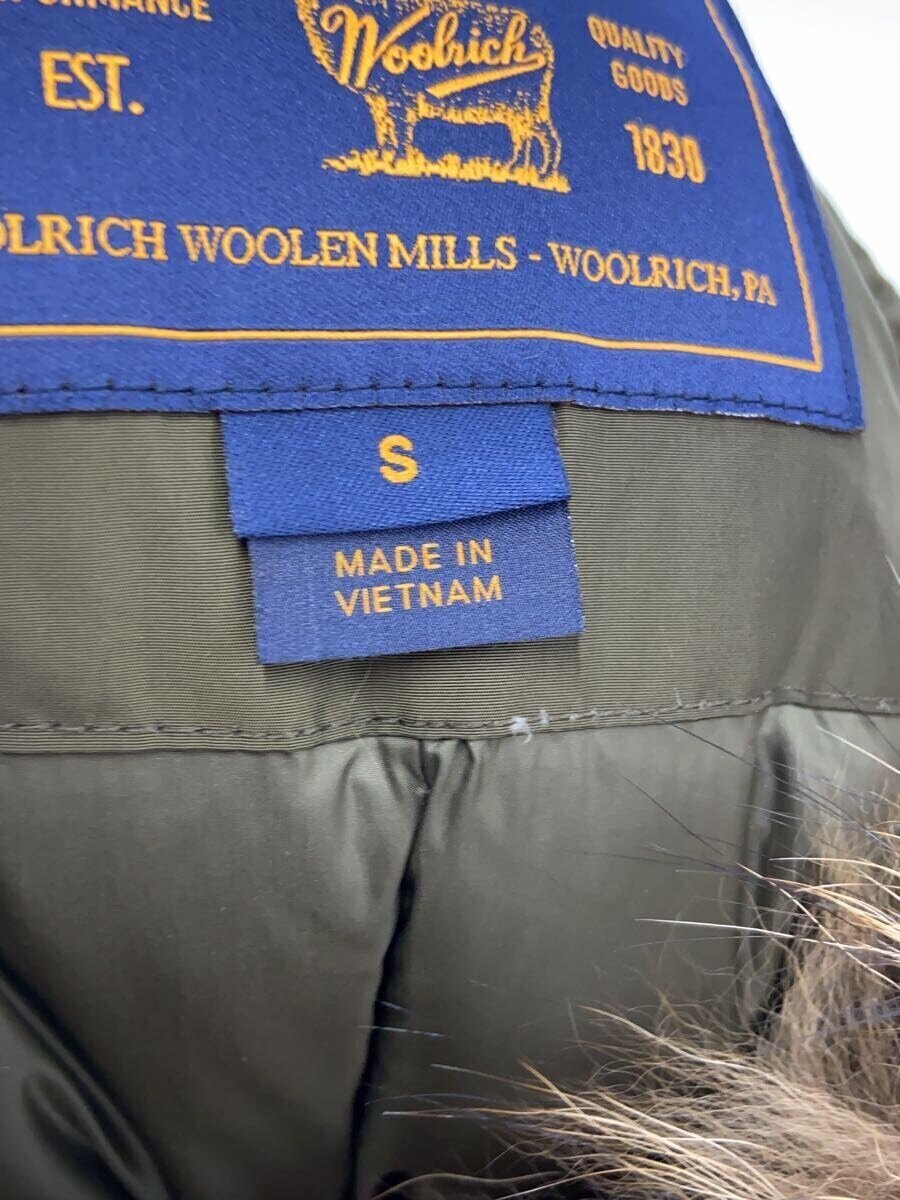 EST.
Woolrich
QUALITY
GOODS
1830
WOOLEN MILLS - WOOLRICH, PA
S
MADE IN
VIETNAM